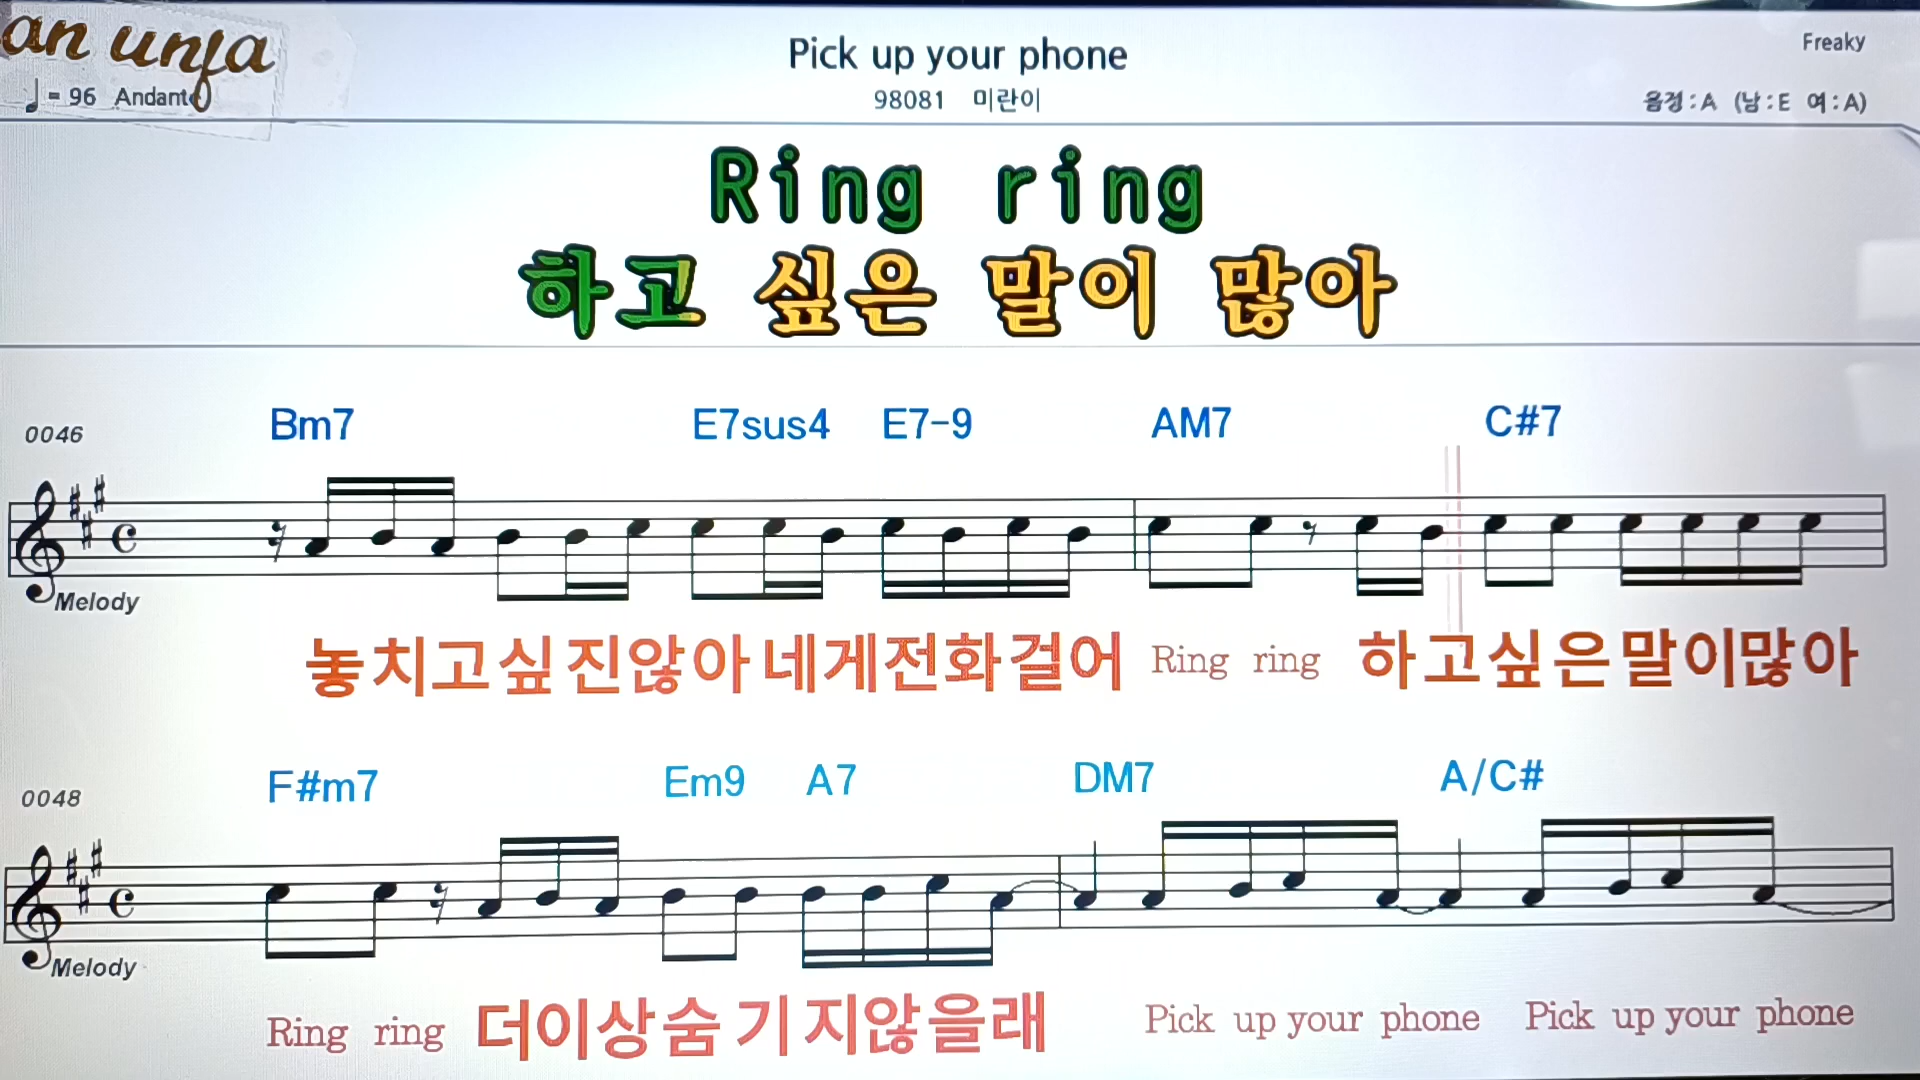 an unfa
Pick up your phone
Freaky
♩= 96 Andante
98081 미란이
음정:A (남:E 여:A)
Ring ring
하고 싶은 말이 많아
0046 Bm7 E7sus4 E7-9 AM7 C#7
Melody
놓치고싶진않아네게전화걸어 Ring ring 하고싶은말이많아
0048 F#m7 Em9 A7 DM7 A/C#
Melody
Ring ring 더이상숨기지않을래 Pick up your phone Pick up your phone